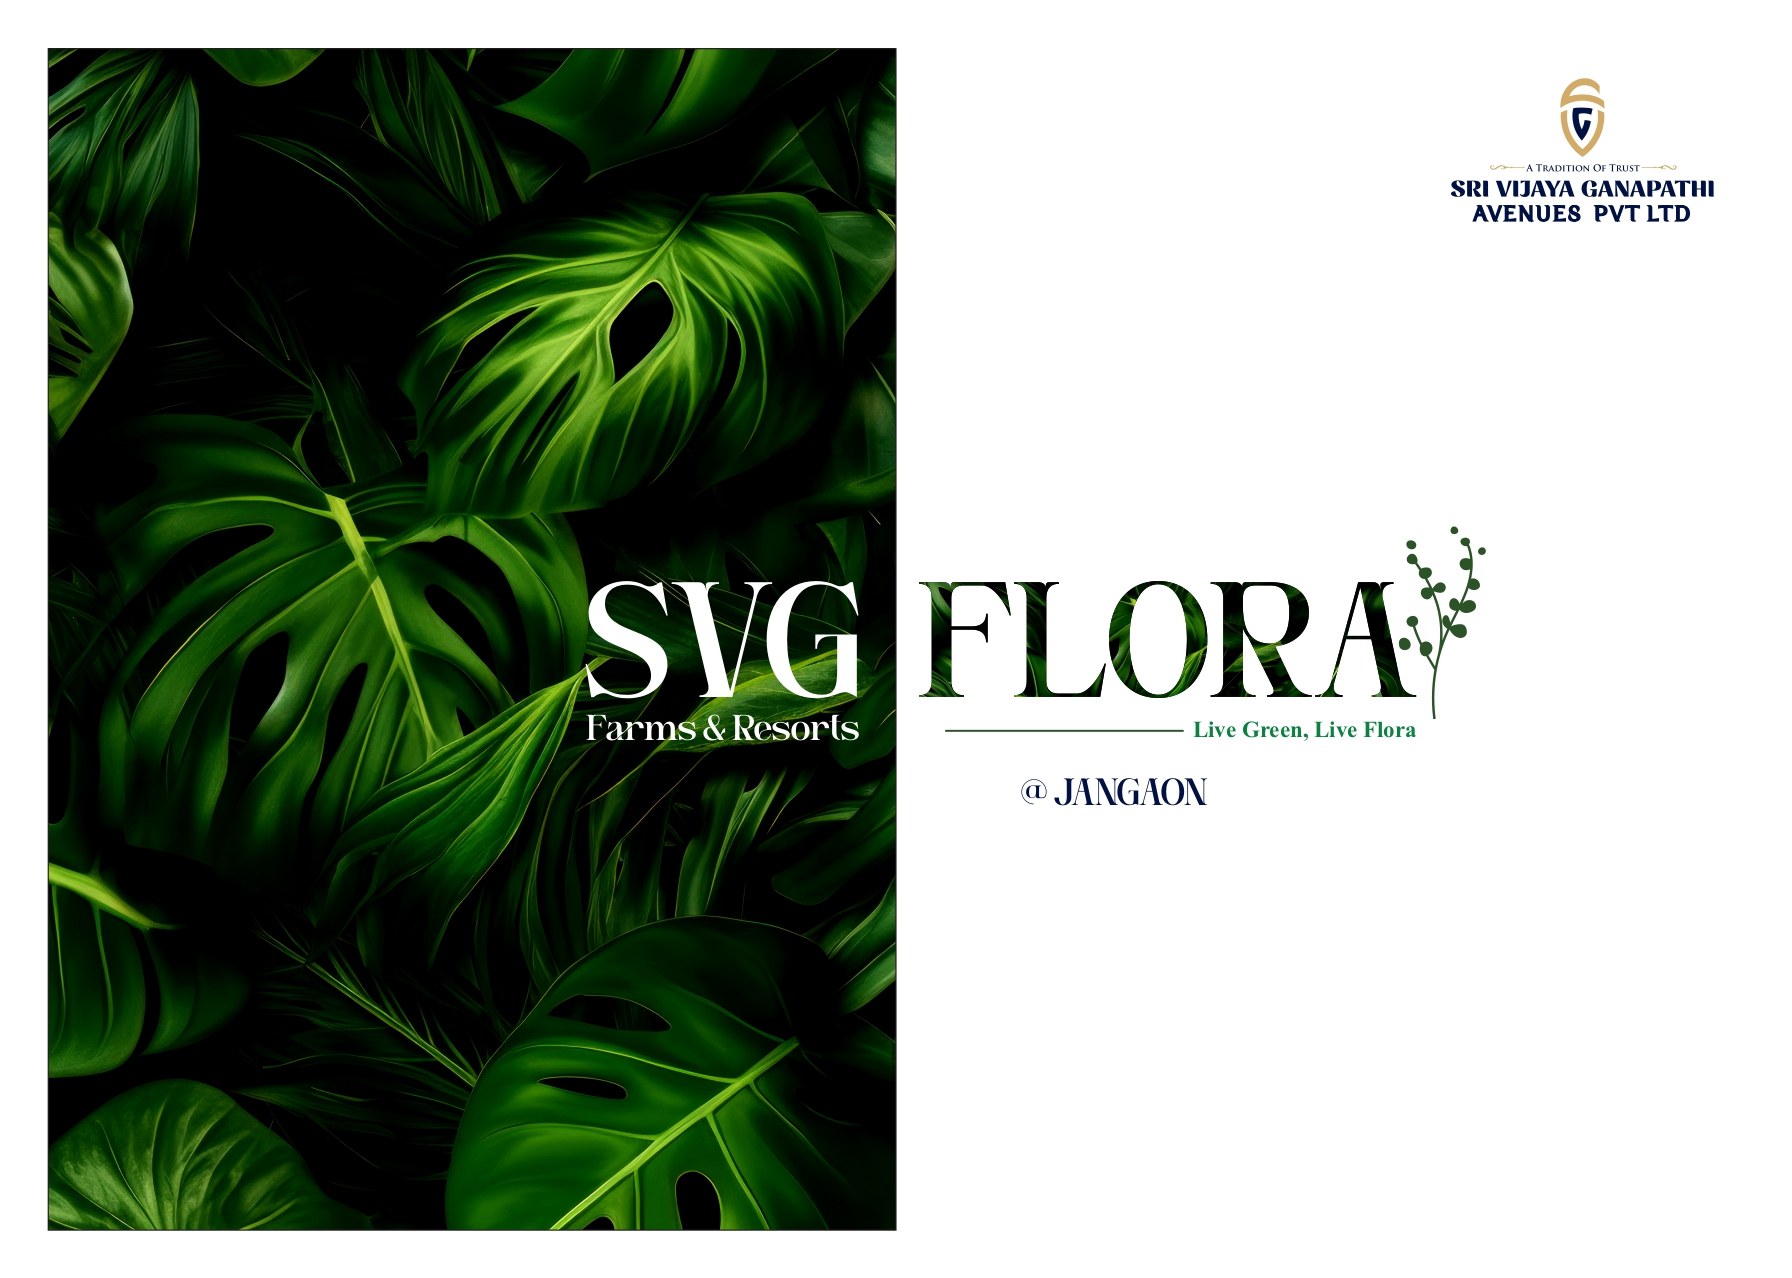 A TRADITION OF TRUST
SRI VIJAYA GANAPATHI
AVENUES PVT LTD
SVG FLORA
Farms & Resorts
Live Green, Live Flora
@ JANGAON